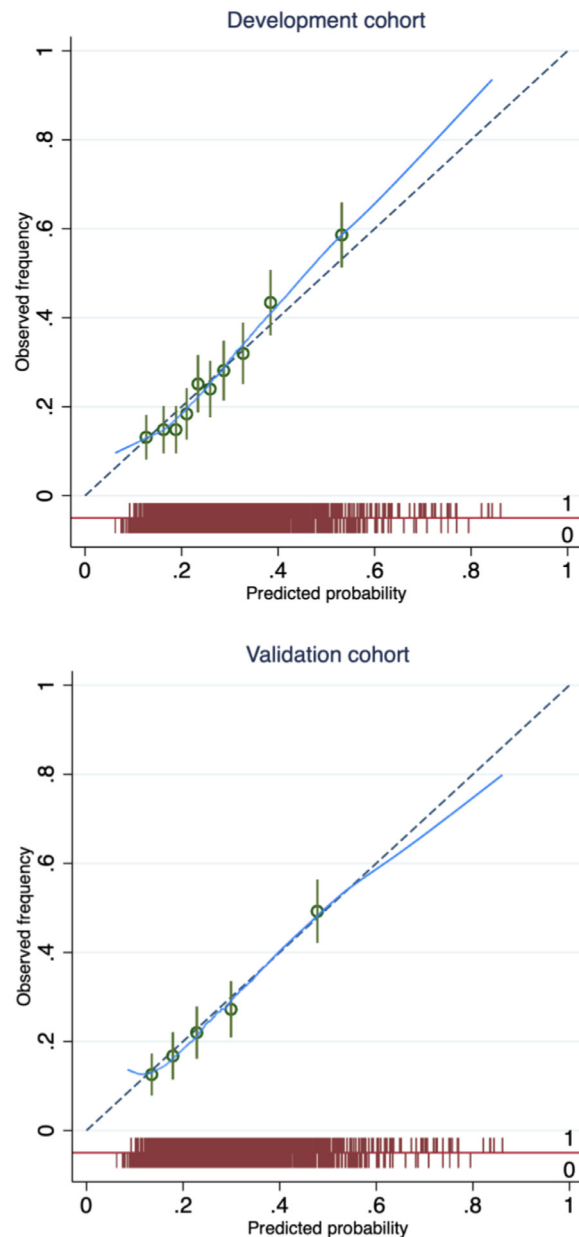 Development cohort
1
.8
.6
.4
.2
0
Observed frequency
1
0
0 .2 .4 .6 .8 1
Predicted probability
Validation cohort
1
.8
.6
.4
.2
0
Observed frequency
1
0
0 .2 .4 .6 .8 1
Predicted probability